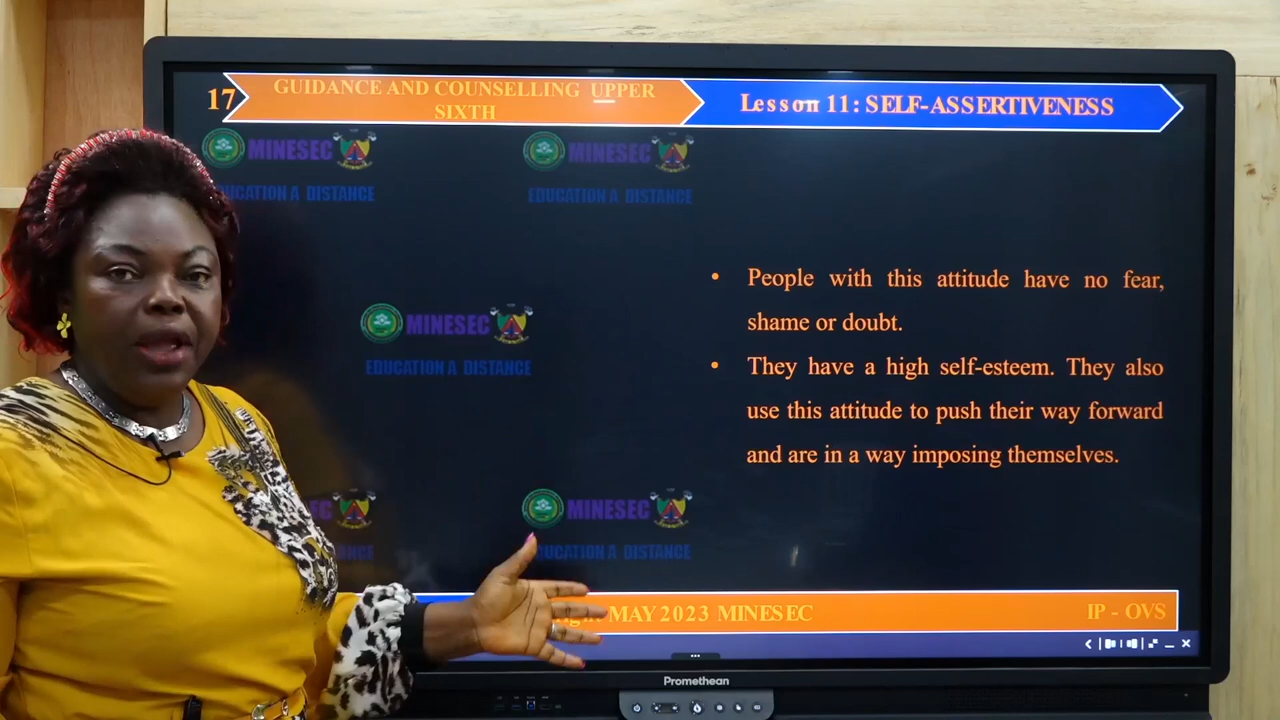 17
GUIDANCE AND COUNSELLING UPPER
SIXTH
Lesson 11: SELF-ASSERTIVENESS
MINESEC
MINESEC
EDUCATION A DISTANCE
• People with this attitude have no fear,
shame or doubt.
MINESEC
EDUCATION A DISTANCE
• They have a high self-esteem. They also
use this attitude to push their way forward
and are in a way imposing themselves.
MINESEC
MAY 2023 MINESEC
IP - OVS
Promethean